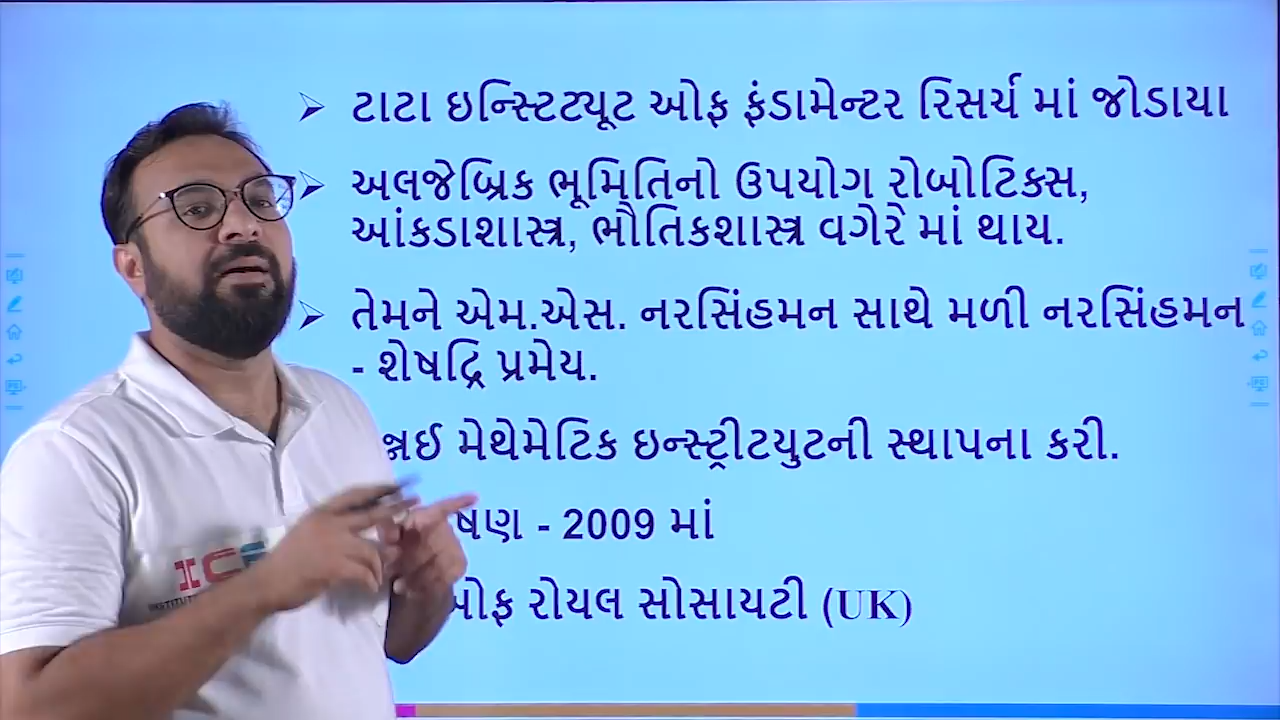 ટાટા ઇન્સ્ટિટ્યૂટ ઓફ ફંડામેન્ટર રિસર્ચ માં જોડાયા
અલજેબ્રિક ભૂમિતિનો ઉપયોગ રોબોટિક્સ,
આંકડાશાસ્ત્ર, ભૌતિકશાસ્ત્ર વગેરે માં થાય.
તેમને એમ.એસ. નરસિંહમન સાથે મળી નરસિંહમન
- શેષદ્રિ પ્રમેય.
મેથેમેટિક ઇન્સ્ટ્રીટયુટની સ્થાપના કરી.
- 2009 માં
ઓફ રોયલ સોસાયટી (UK)